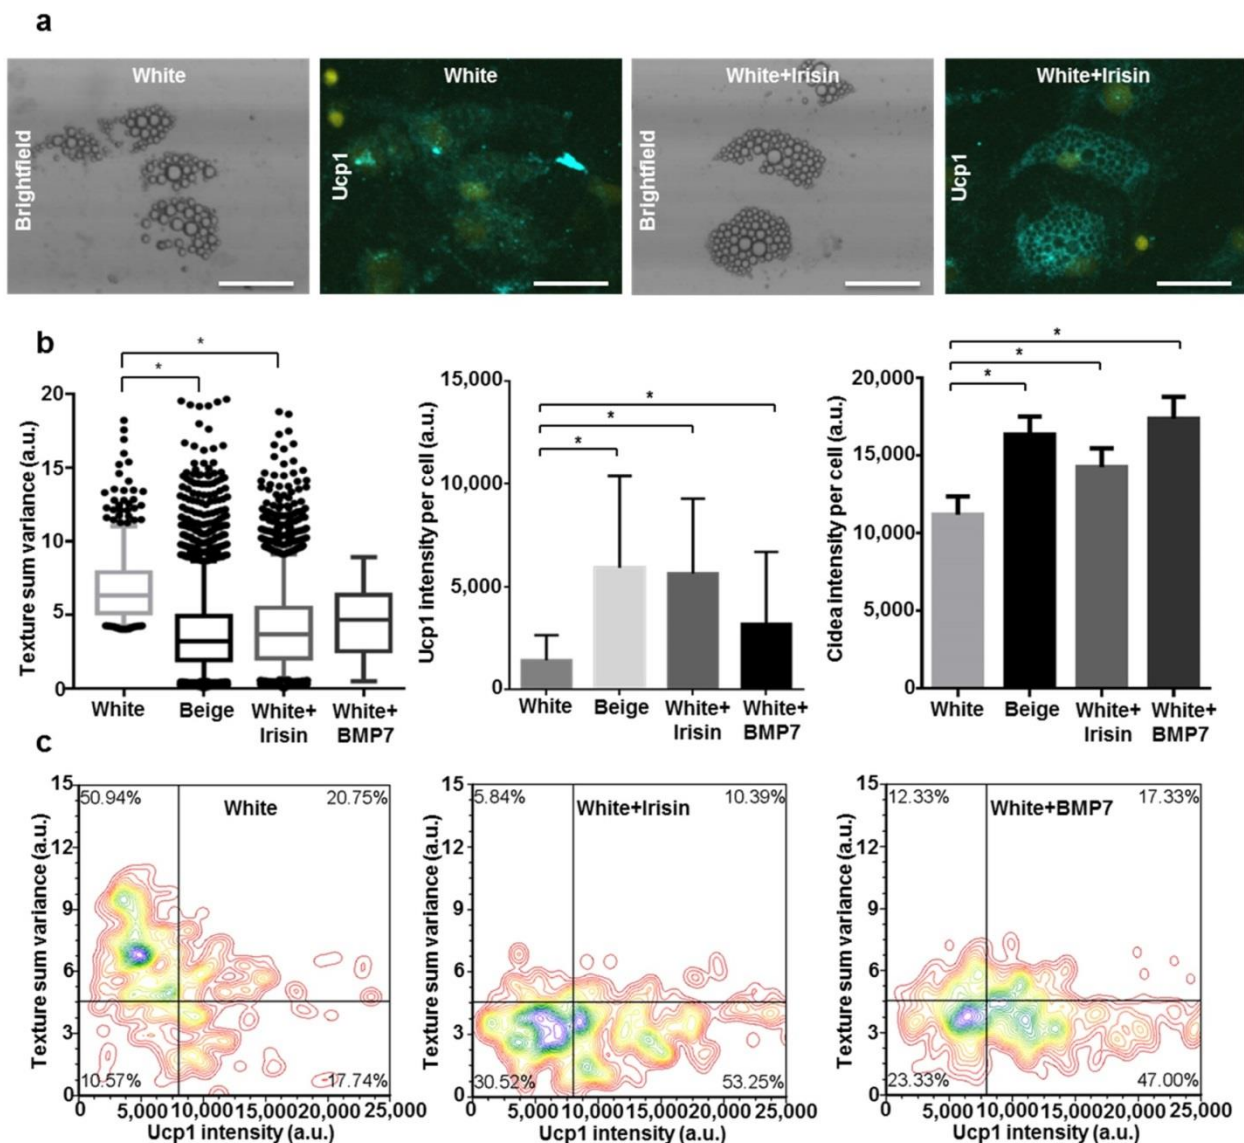 a
White
White
White+Irisin
White+Irisin
Brightfield
Ucp1
Brightfield
Ucp1
b
Texture sum variance (a.u.)
20
15
10
5
0
*
*
White
Beige
White+
Irisin
White+
BMP7
Ucp1 intensity per cell (a.u.)
15,000
10,000
5,000
0
*
*
*
White
Beige
White+
Irisin
White+
BMP7
Cidea intensity per cell (a.u.)
20,000
15,000
10,000
5,000
0
*
*
*
White
Beige
White+
Irisin
White+
BMP7
c
Texture sum variance (a.u.)
15
12
9
6
3
0
50.94%
20.75%
White
10.57%
17.74%
5,000 10,000 15,000 20,000 25,000
Ucp1 intensity (a.u.)
Texture sum variance (a.u.)
15
12
9
6
3
0
5.84%
10.39%
White+Irisin
30.52%
53.25%
0 5,000 10,000 15,000 20,000 25,000
Ucp1 intensity (a.u.)
Texture sum variance (a.u.)
15
12
9
6
3
0
12.33%
17.33%
White+BMP7
23.33%
47.00%
0 5,000 10,000 15,000 20,000 25,000
Ucp1 intensity (a.u.)